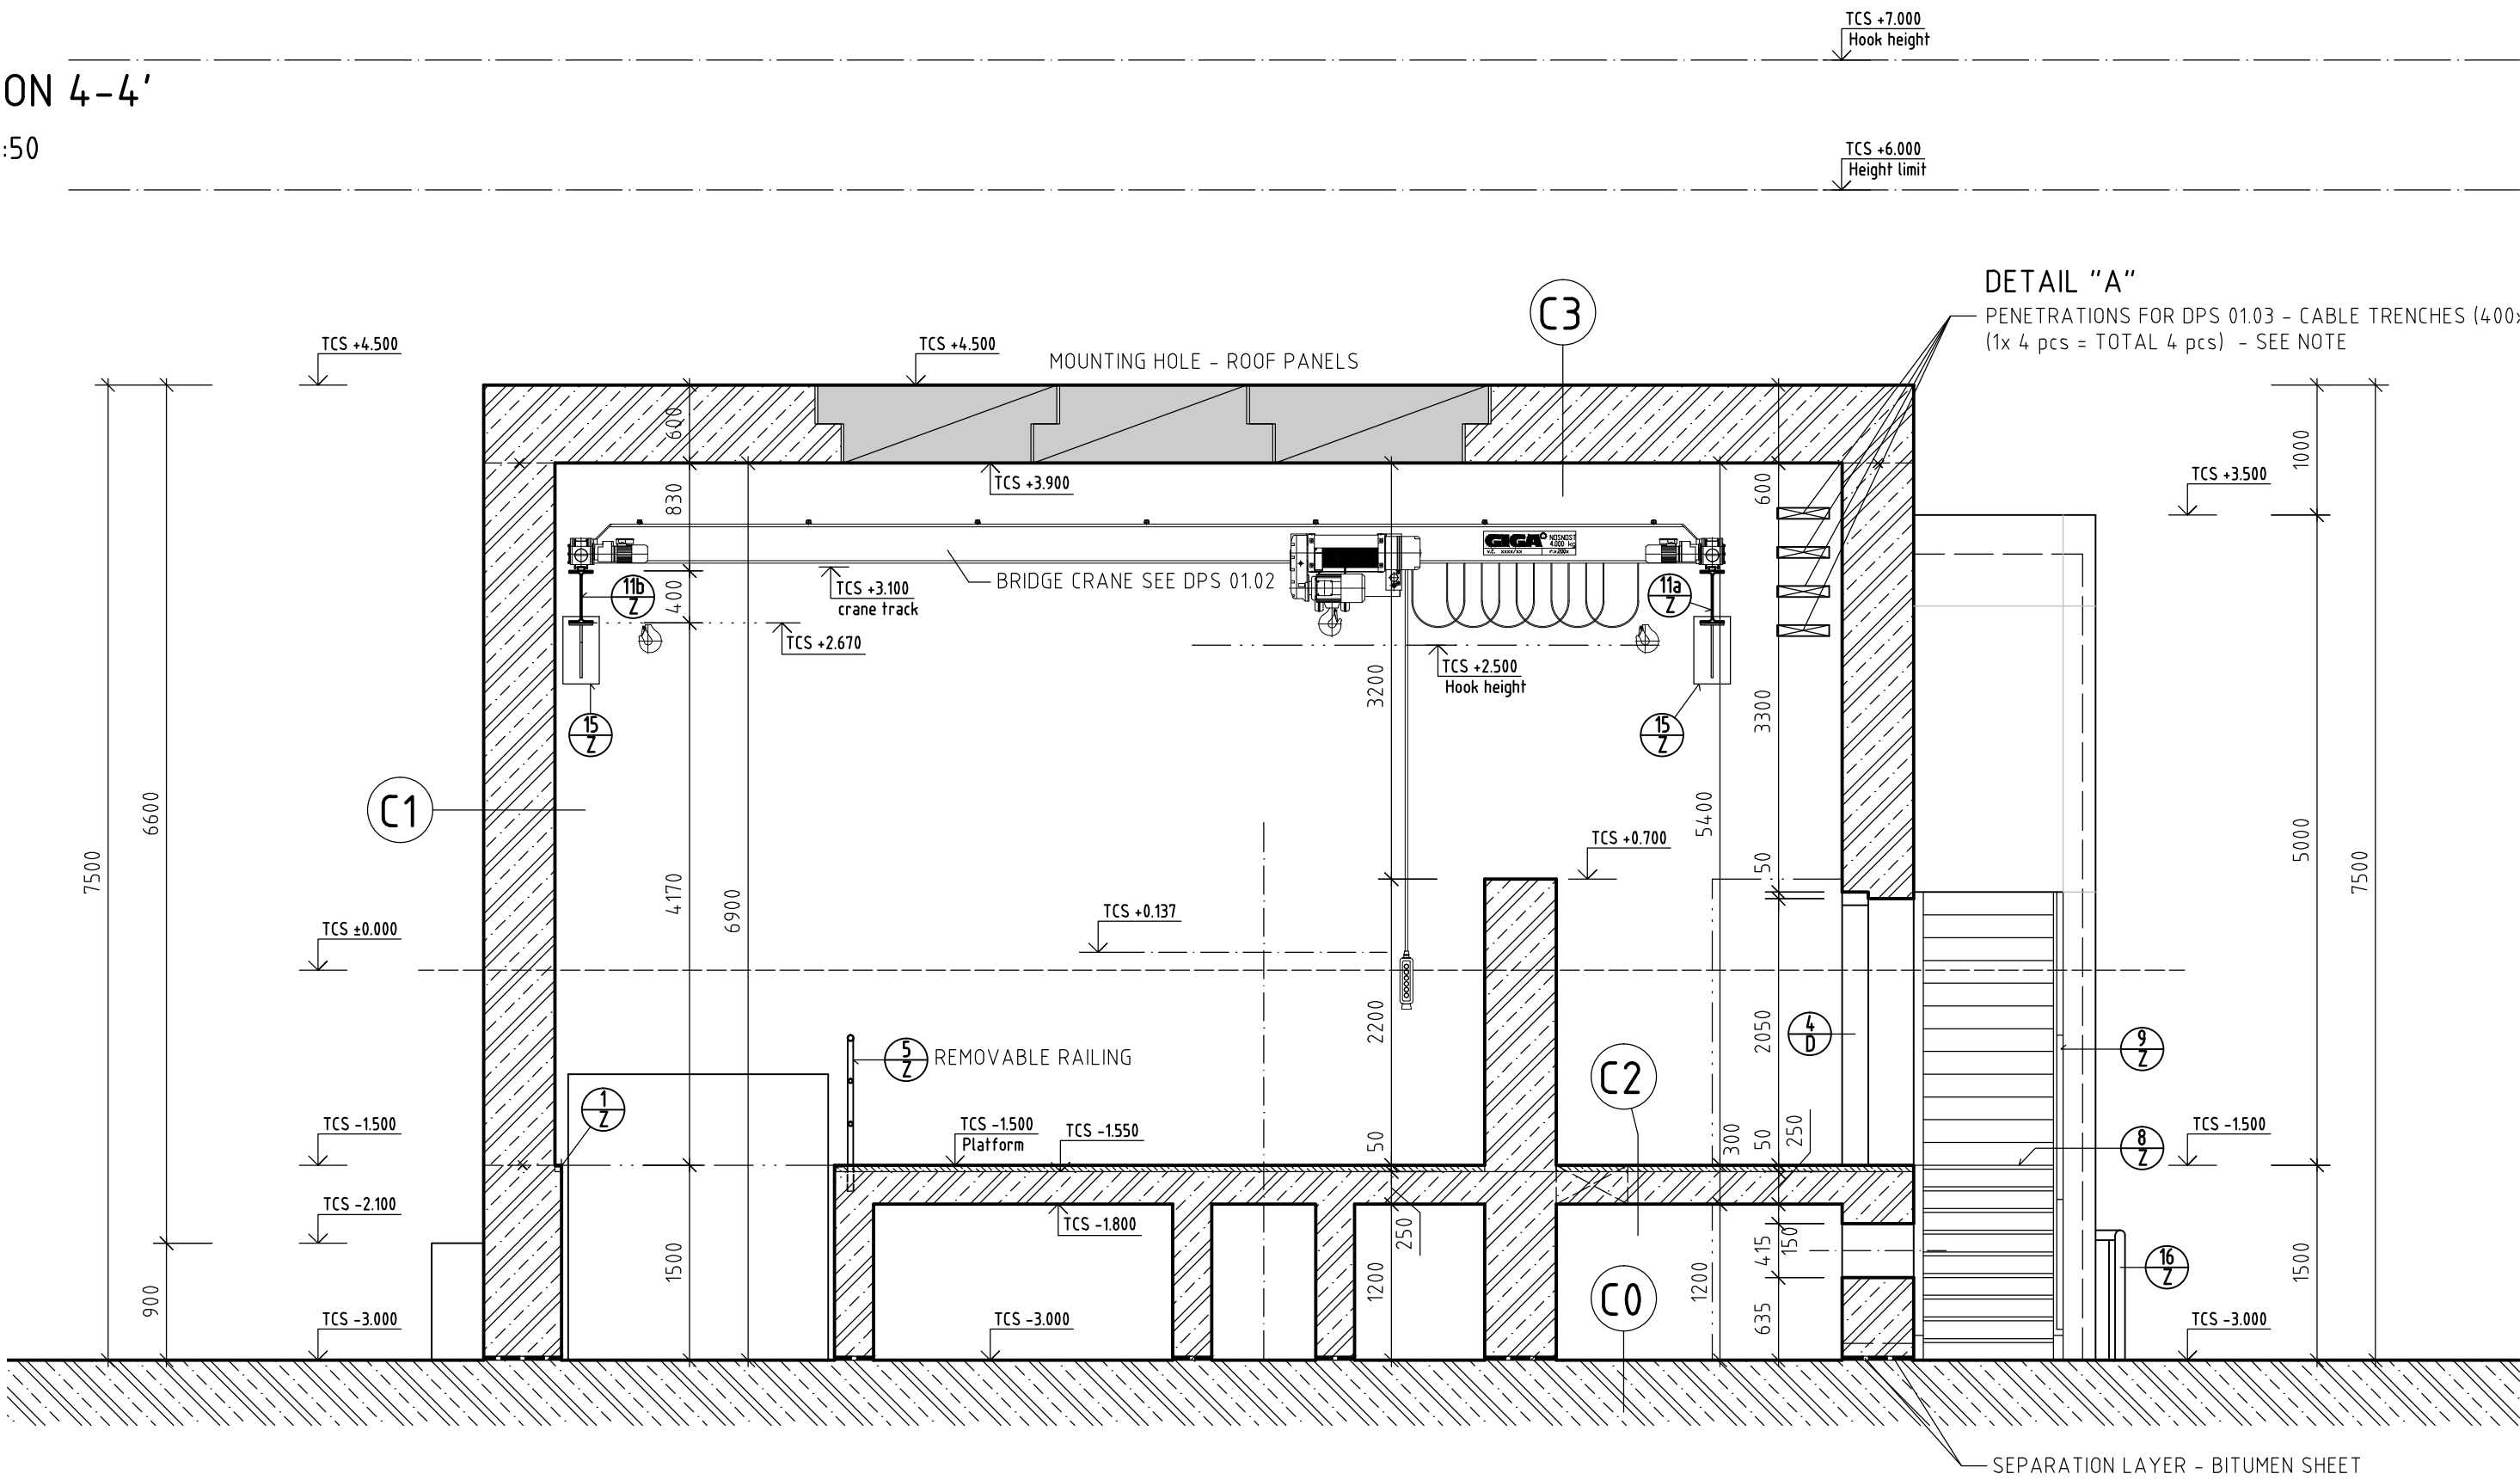 TCS +7.000
Hook height
ON 4-4'
:50
TCS +6.000
Height limit
DETAIL "A"
PENETRATIONS FOR DPS 01.03 - CABLE TRENCHES (400x
(1x 4 pcs = TOTAL 4 pcs) - SEE NOTE
C3
TCS +4.500
TCS +4.500
MOUNTING HOLE - ROOF PANELS
600
1000
TCS +3.900
TCS +3.500
830
600
GIGA
NOSNOST
4.000 kg
v.č. xxxx/xx
r.v.200x
BRIDGE CRANE SEE DPS 01.02
11b
Z
11a
Z
TCS +3.100
crane track
400
TCS +2.670
TCS +2.500
Hook height
3200
3300
15
Z
15
Z
C1
6600
7500
5400
TCS +0.700
50
5000
7500
4170
6900
TCS +0.137
TCS ±0.000
2200
2050
4
D
9
Z
5
Z
REMOVABLE RAILING
C2
1
Z
TCS -1.500
TCS -1.500
Platform
TCS -1.550
50
300
50
250
8
Z
TCS -1.500
TCS -2.100
TCS -1.800
250
415
150
1500
1200
1200
C0
16
Z
1500
900
635
TCS -3.000
TCS -3.000
TCS -3.000
SEPARATION LAYER - BITUMEN SHEET